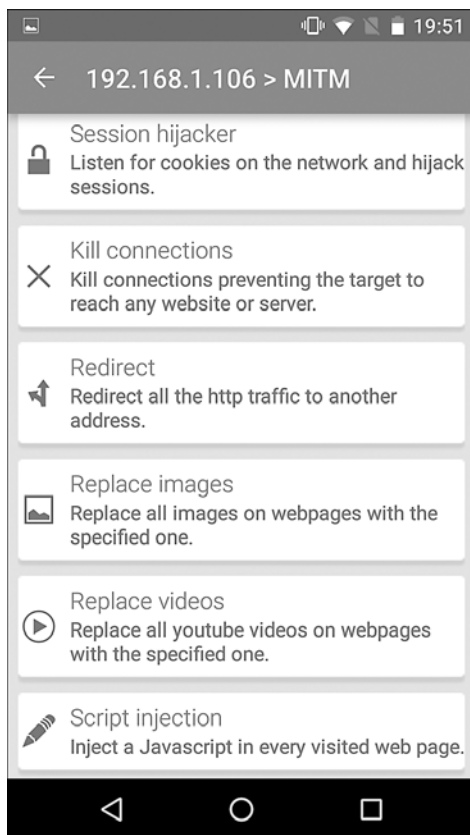 19:51
192.168.1.106 > MITM
Session hijacker
Listen for cookies on the network and hijack
sessions.
Kill connections
Kill connections preventing the target to
reach any website or server.
Redirect
Redirect all the http traffic to another
address.
Replace images
Replace all images on webpages with the
specified one.
Replace videos
Replace all youtube videos on webpages
with the specified one.
Script injection
Inject a Javascript in every visited web page.